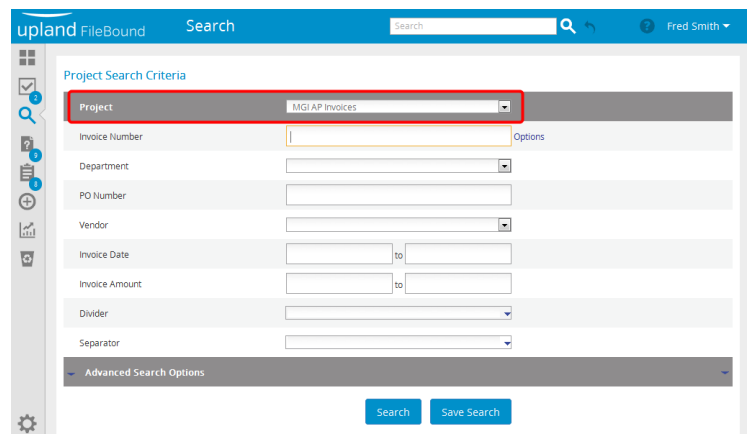 upland FileBound Search Search ? Fred Smith
Project Search Criteria
2
Project MGI AP Invoices
Invoice Number Options
? 9
Department
8
PO Number
Vendor
Invoice Date to
Invoice Amount to
Divider
Separator
Advanced Search Options
Search Save Search